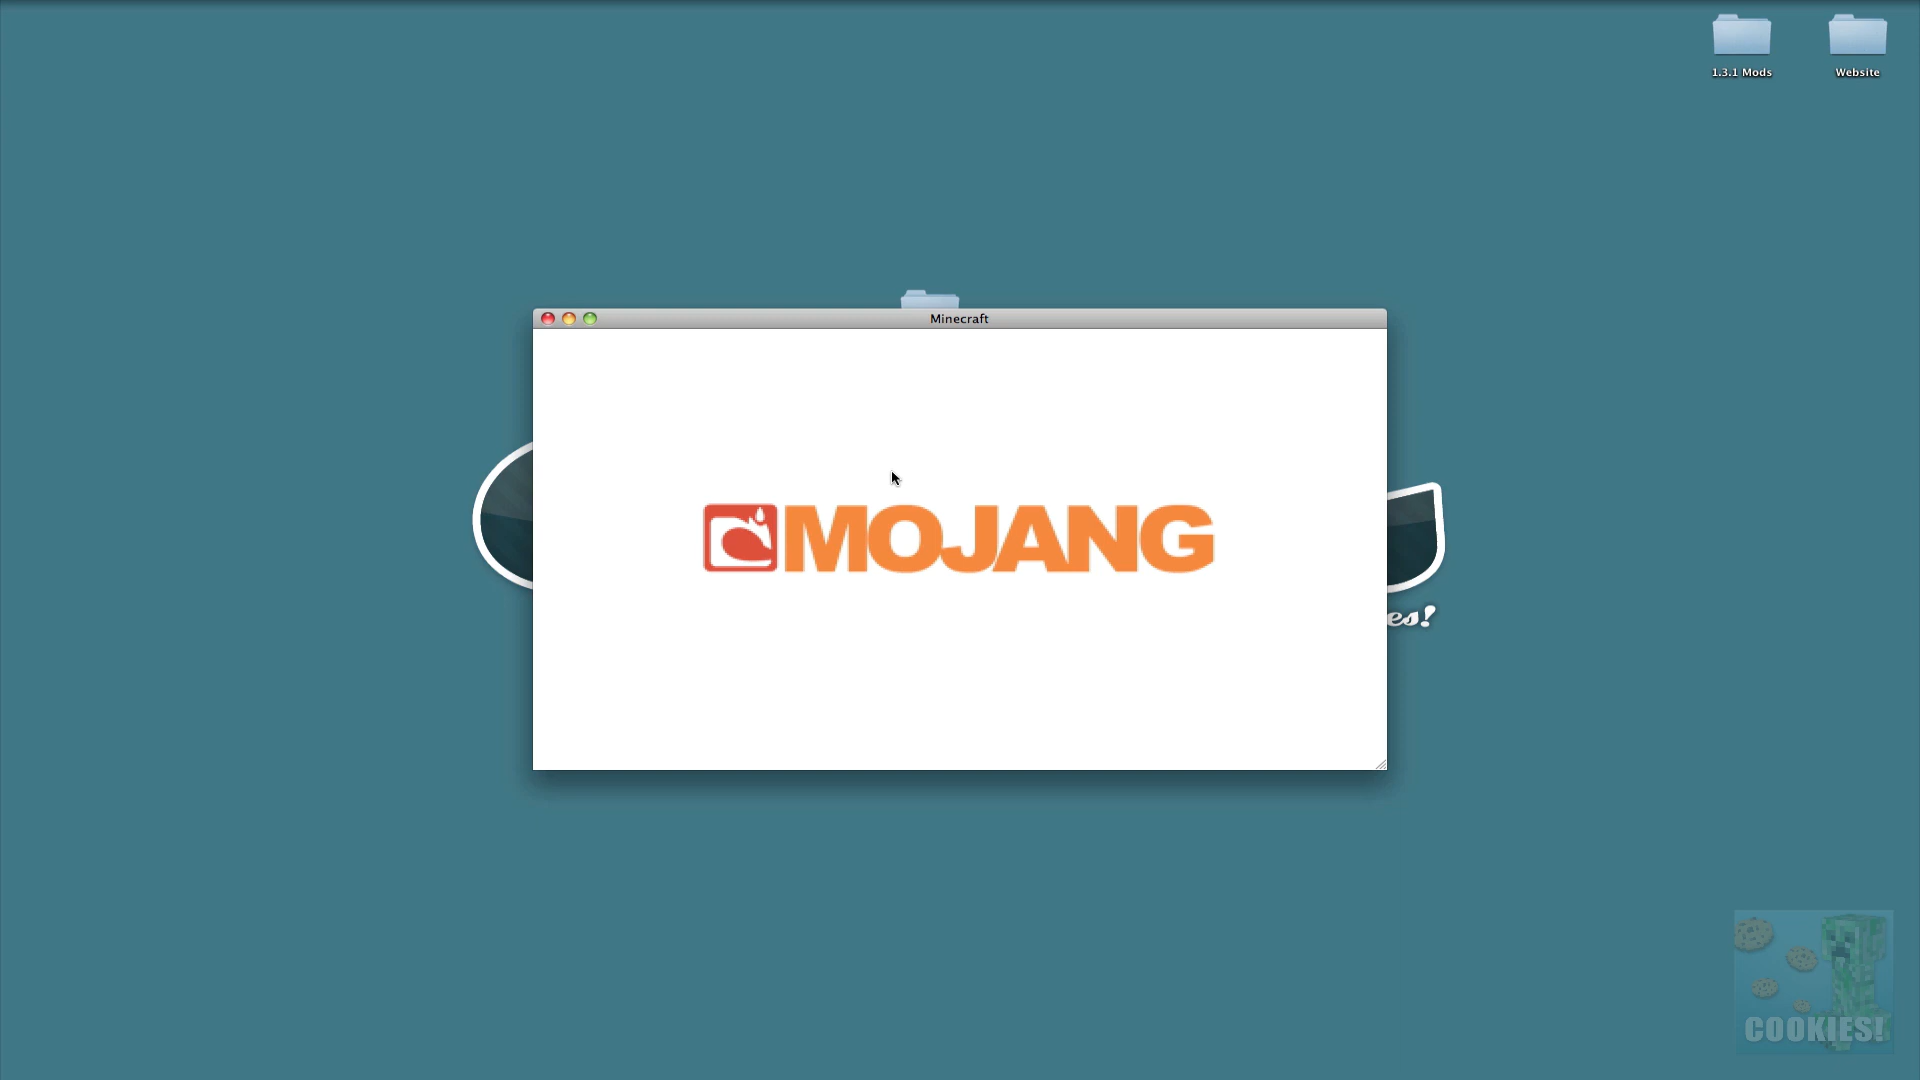 1.3.1 Mods
Website
Minecraft
MOJANG
es!
COOKIES!